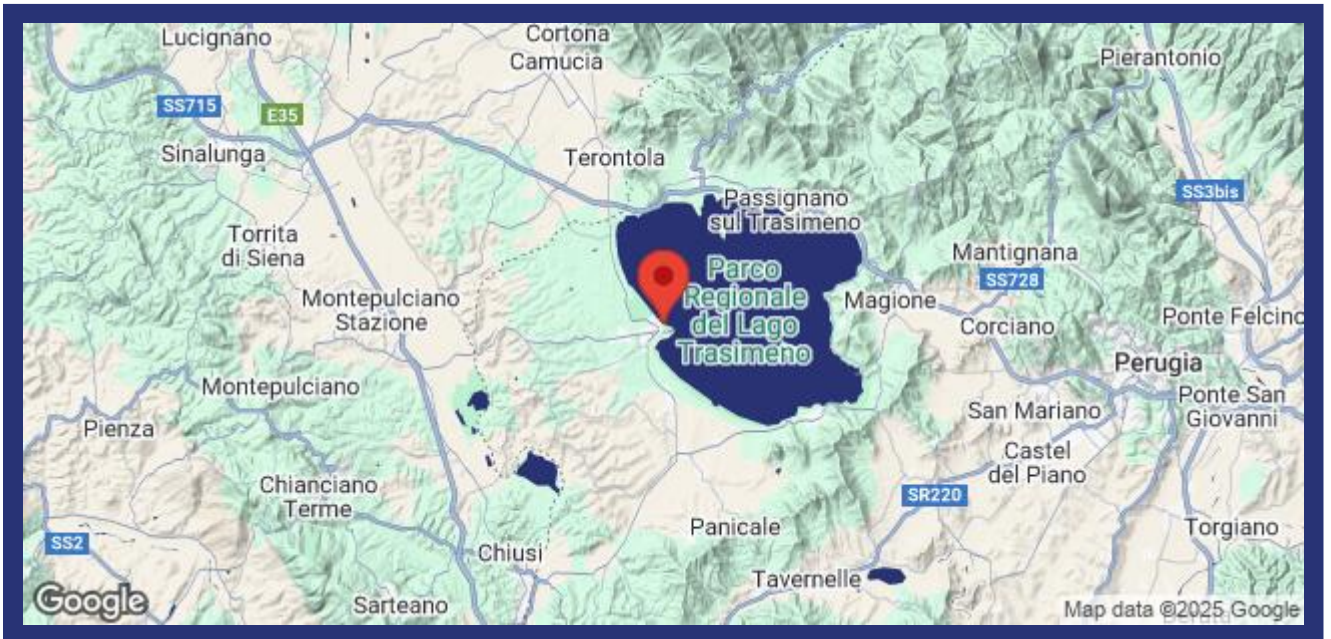 Lucignano
Cortona
Camucia
Pierantonio
SS715
E35
Sinalunga
Terontola
SS3bis
Passignano
sul Trasimeno
Torrita
di Siena
Mantignana
SS728
Parco
Regionale
del Lago
Trasimeno
Montepulciano
Stazione
Magione
Corciano
Ponte Felcino
Perugia
Montepulciano
Ponte San
Giovanni
San Mariano
Pienza
Castel
del Piano
Chianciano
Terme
SR220
Panicale
Torgiano
SS2
Chiusi
Tavernelle
Google
Sarteano
Map data ©2025 Google